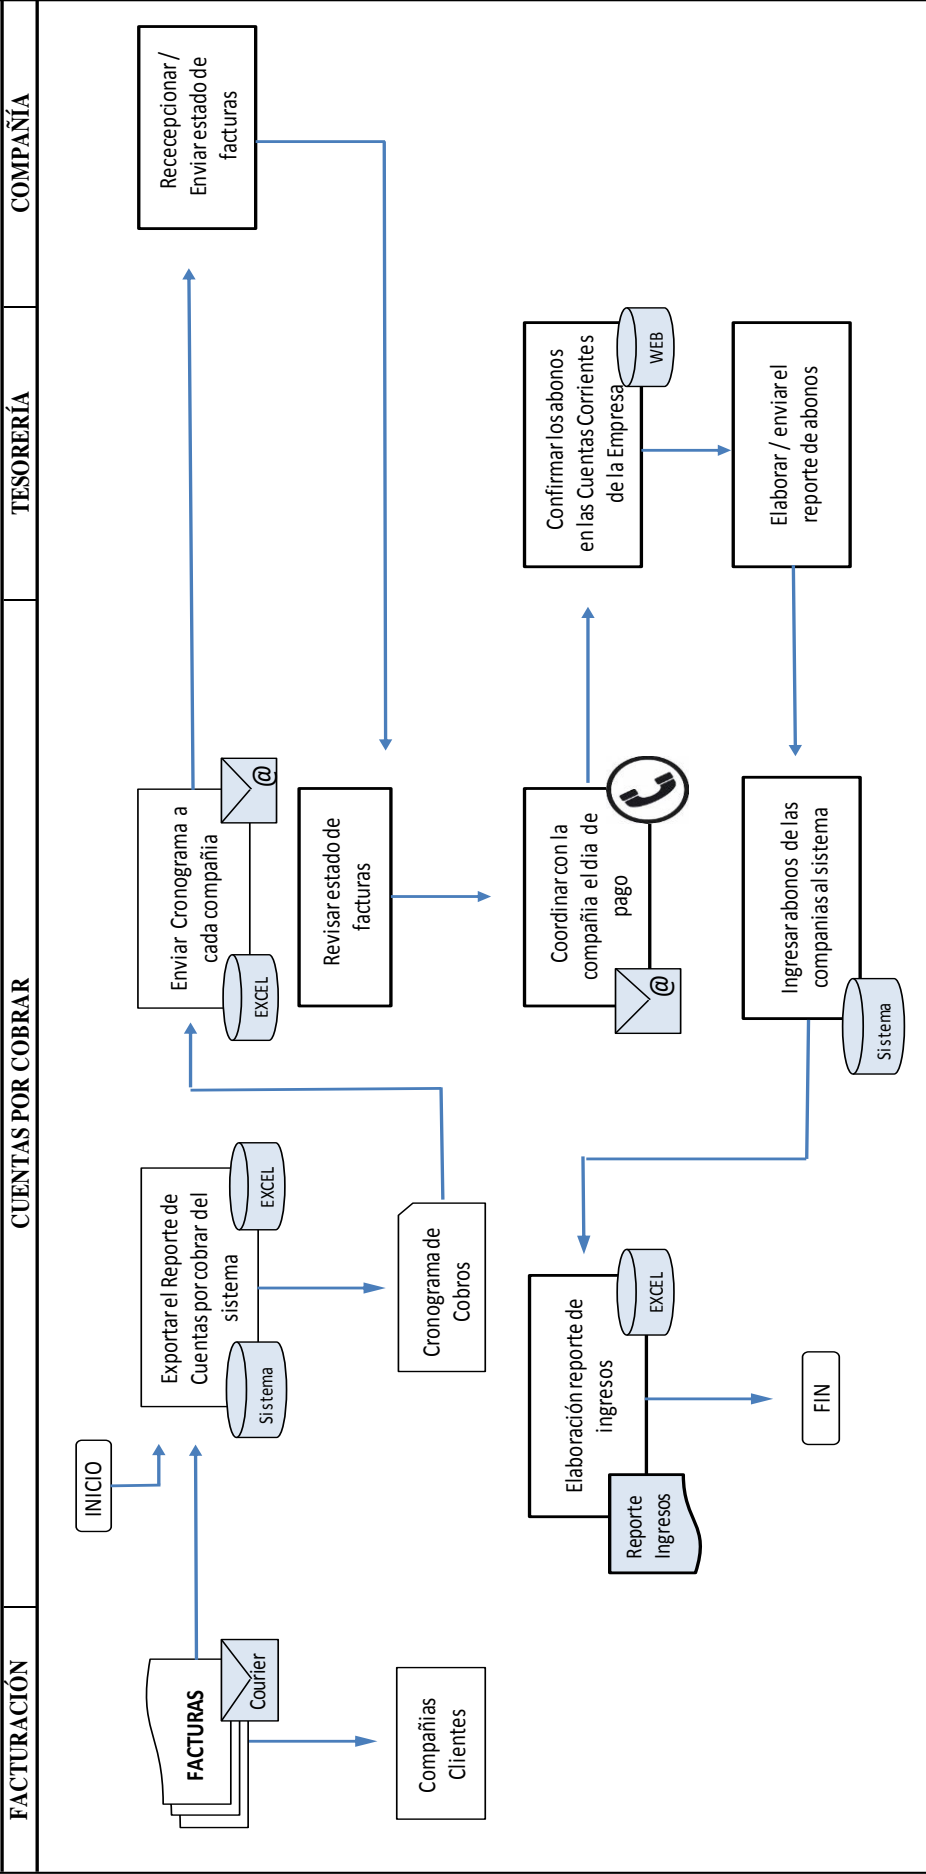 FACTURACIÓN
CUENTAS POR COBRAR
TESORERÍA
COMPAÑÍA
FACTURAS
Courier
Compañias
Clientes
INICIO
Exportar el Reporte de
Cuentas por cobrar del
sistema
Sistema
EXCEL
Cronograma de
Cobros
Enviar Cronograma a
cada compañia
EXCEL
@
Rececepcionar /
Enviar estado de
facturas
Revisar estado de
facturas
Coordinar con la
compañia el dia de
pago
@
Confirmar los abonos
en las Cuentas Corrientes
de la Empresa
WEB
Elaborar / enviar el
reporte de abonos
Ingresar abonos de las
companias al sistema
Sistema
Elaboración reporte de
ingresos
EXCEL
Reporte
Ingresos
FIN